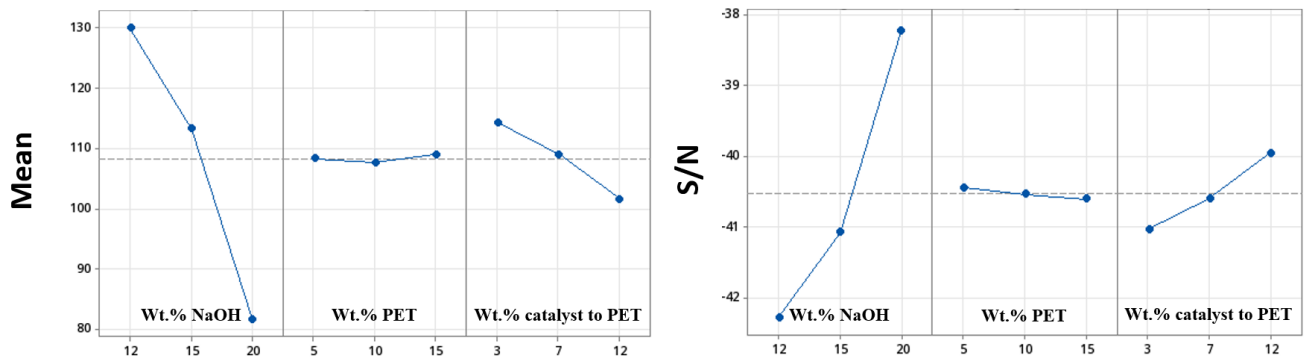 Mean
130
120
110
100
90
80
Wt.% NaOH
Wt.% PET
Wt.% catalyst to PET
12 15 20 5 10 15 3 7 12
S/N
-38
-39
-40
-41
-42
Wt.% NaOH
Wt.% PET
Wt.% catalyst to PET
12 15 20 5 10 15 3 7 12